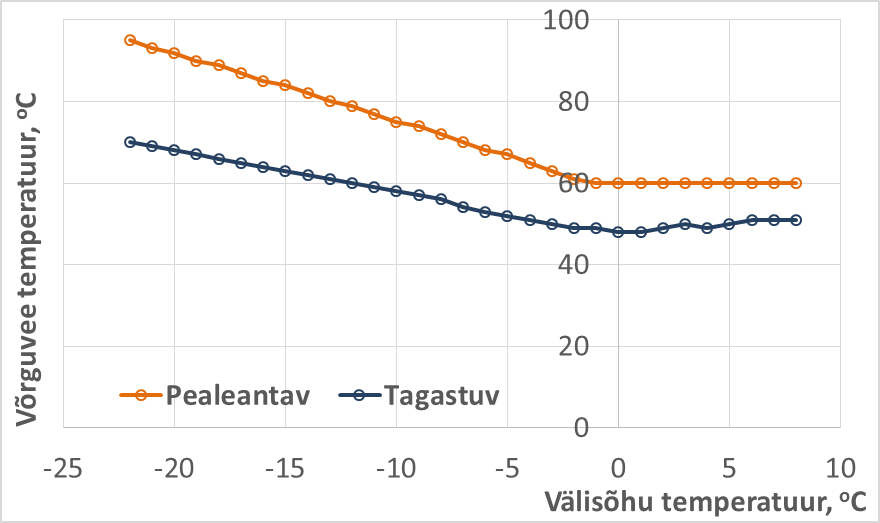 Võrguvee temperatuur, ºC
100
80
60
40
20
0
Pealeantav Tagastuv
-25 -20 -15 -10 -5 0 5 10
Välisõhu temperatuur, ºC